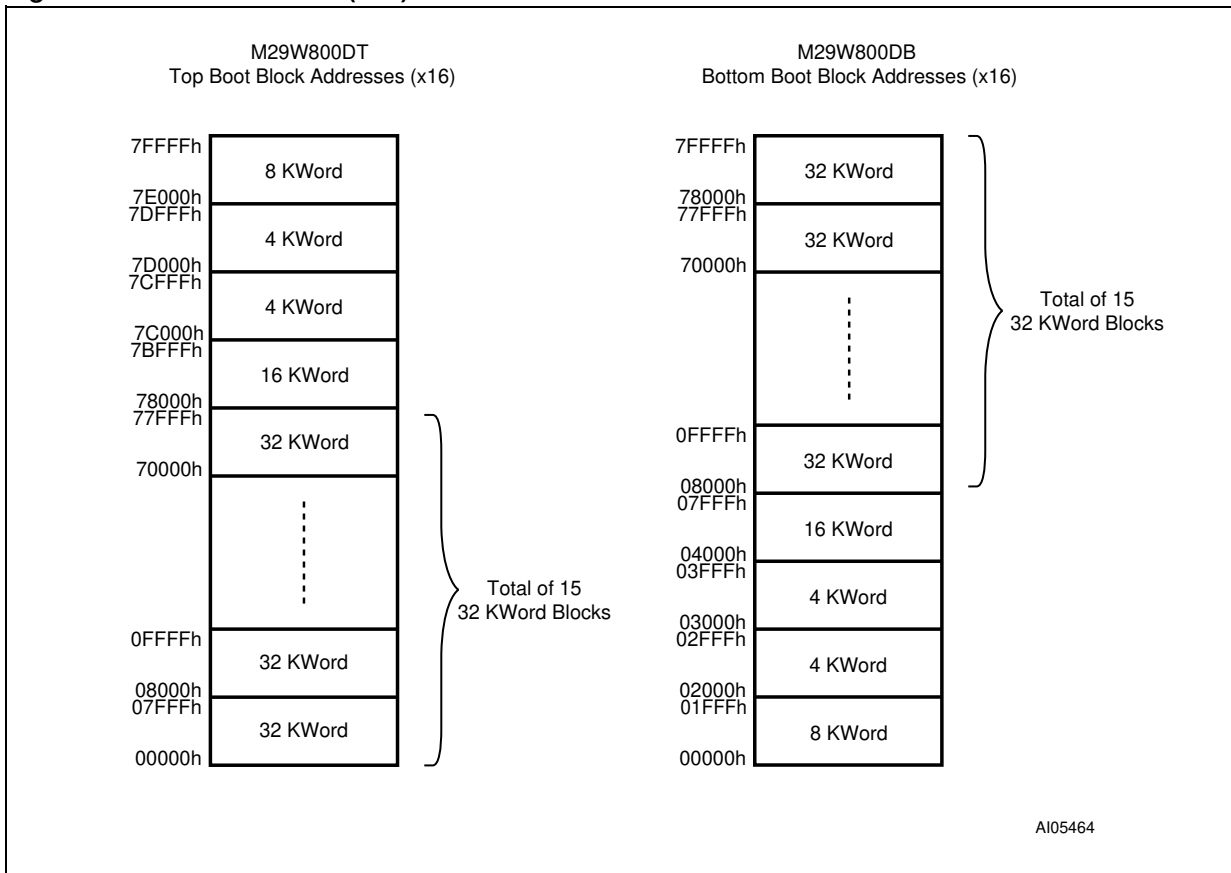 M29W800DT
Top Boot Block Addresses (x16)
7FFFFh
8 KWord
7E000h
7DFFFh
4 KWord
7D000h
7CFFFh
4 KWord
7C000h
7BFFFh
16 KWord
78000h
77FFFh
32 KWord
70000h
Total of 15
32 KWord Blocks
0FFFFh
32 KWord
08000h
07FFFh
32 KWord
00000h
M29W800DB
Bottom Boot Block Addresses (x16)
7FFFFh
32 KWord
78000h
77FFFh
32 KWord
70000h
Total of 15
32 KWord Blocks
0FFFFh
32 KWord
08000h
07FFFh
16 KWord
04000h
03FFFh
4 KWord
03000h
02FFFh
4 KWord
02000h
01FFFh
8 KWord
00000h
AI05464